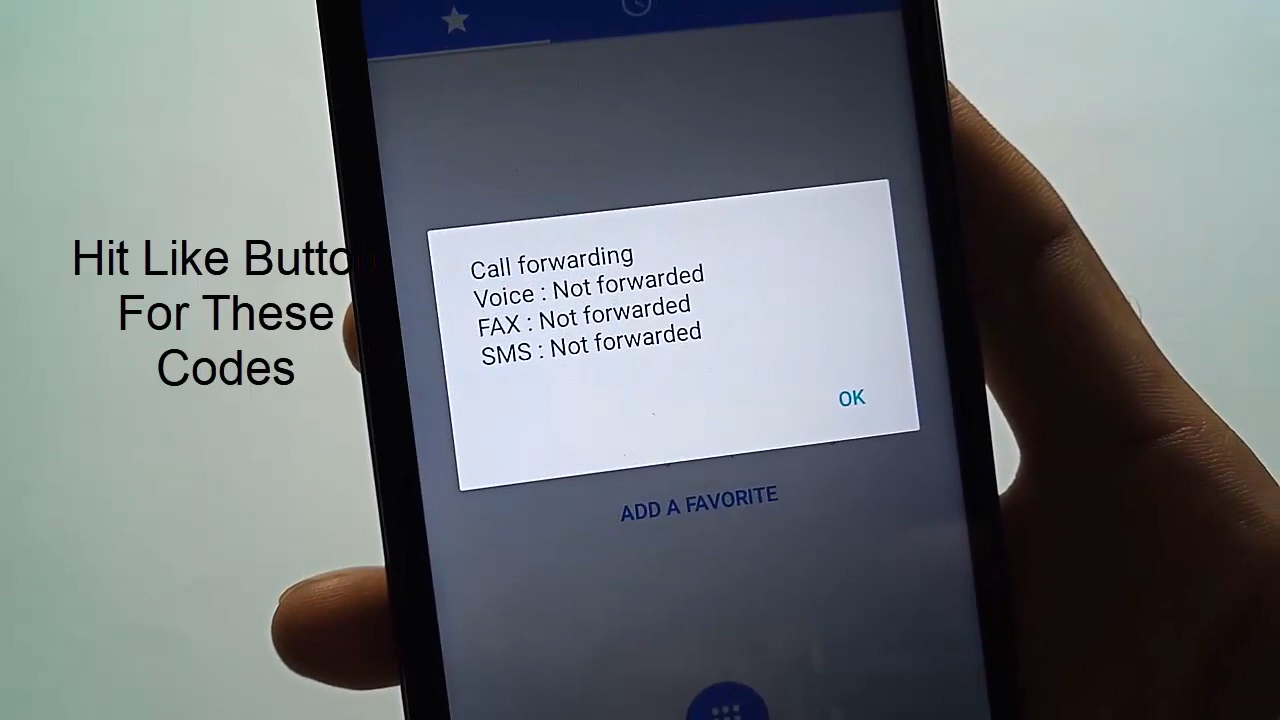 Hit Like Button
For These
Codes
Call forwarding
Voice : Not forwarded
FAX : Not forwarded
SMS : Not forwarded
OK
ADD A FAVORITE